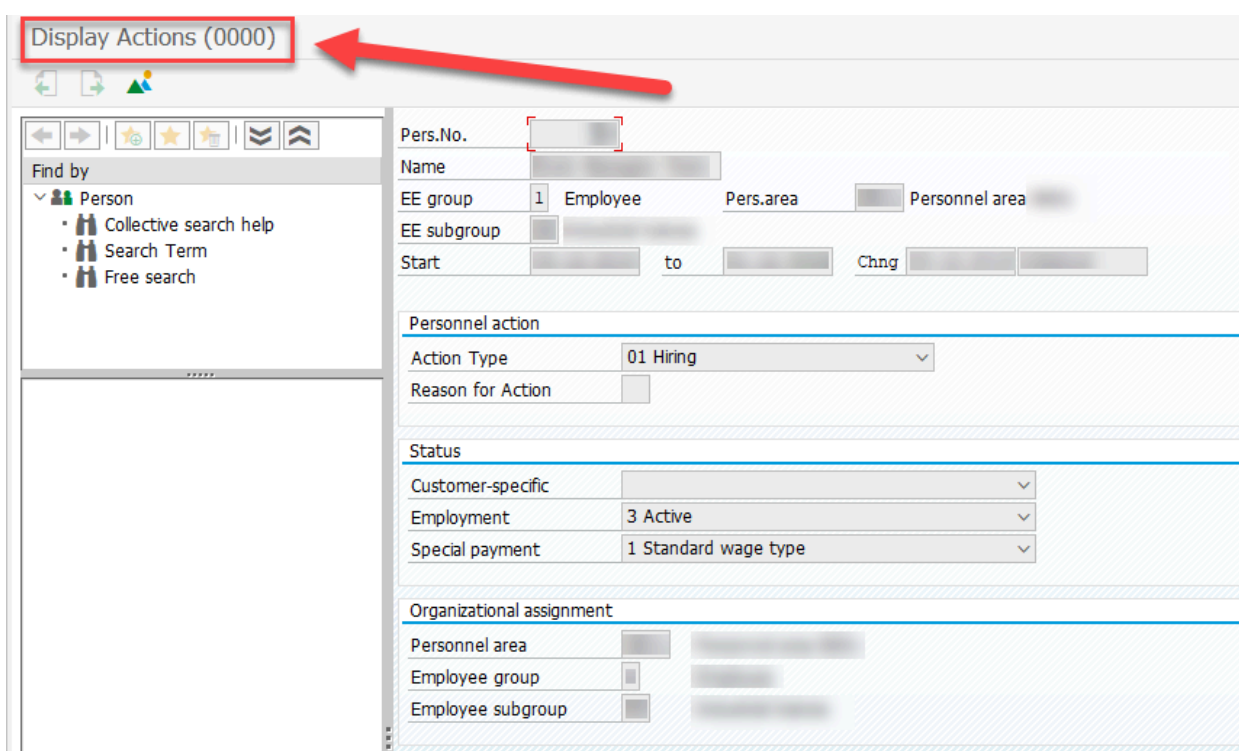 Display Actions (0000)
Find by
Person
Collective search help
Search Term
Free search
Pers.No.
Name
EE group 1 Employee Pers.area Personnel area
EE subgroup
Start to Chng
Personnel action
Action Type 01 Hiring
Reason for Action
Status
Customer-specific
Employment 3 Active
Special payment 1 Standard wage type
Organizational assignment
Personnel area
Employee group
Employee subgroup